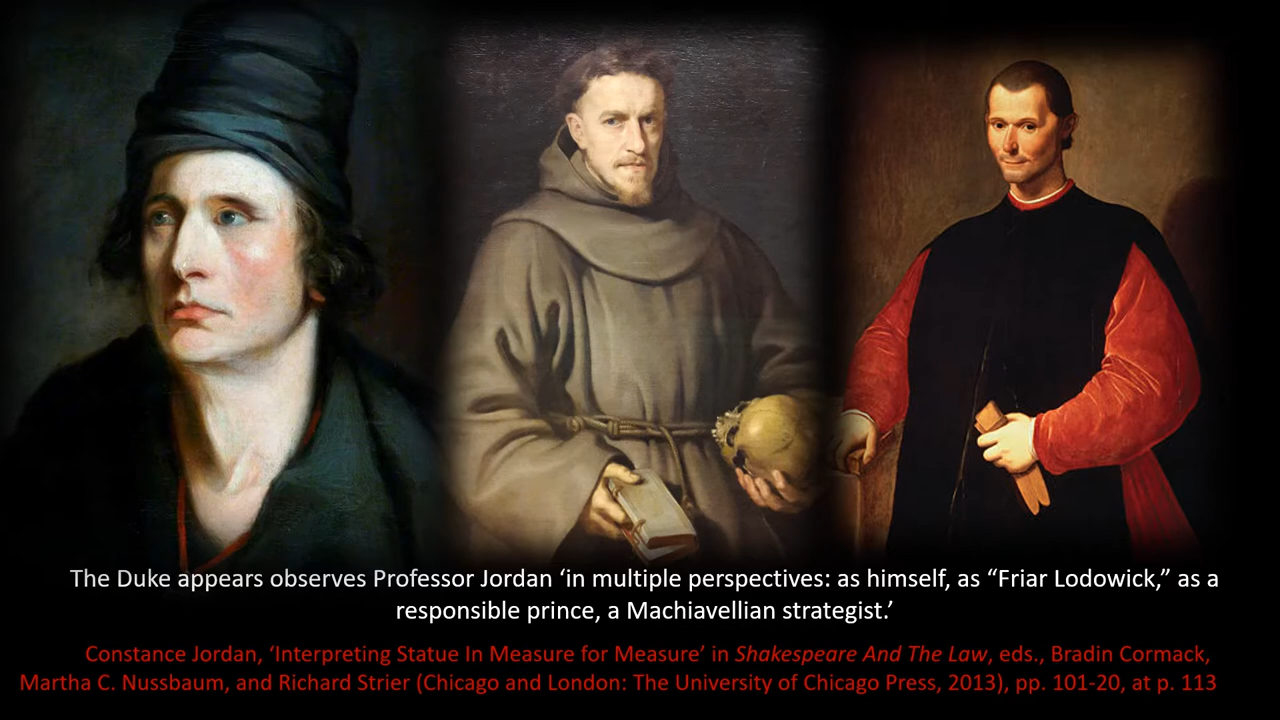 The Duke appears observes Professor Jordan ‘in multiple perspectives: as himself, as “Friar Lodowick,” as a
responsible prince, a Machiavellian strategist.’
Constance Jordan, ‘Interpreting Statue In Measure for Measure’ in Shakespeare And The Law, eds., Bradin Cormack,
Martha C. Nussbaum, and Richard Strier (Chicago and London: The University of Chicago Press, 2013), pp. 101-20, at p. 113